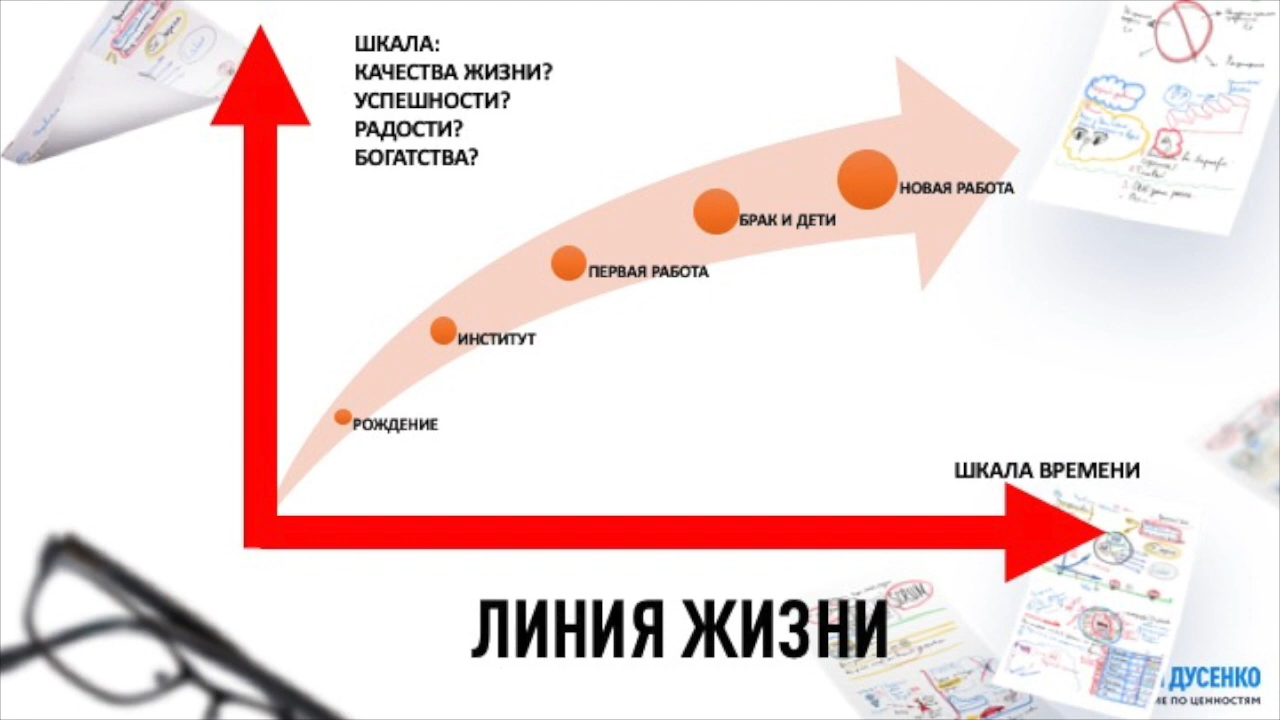 ШКАЛА:
КАЧЕСТВА ЖИЗНИ?
УСПЕШНОСТИ?
РАДОСТИ?
БОГАТСТВА?
НОВАЯ РАБОТА
БРАК И ДЕТИ
ПЕРВАЯ РАБОТА
ИНСТИТУТ
РОЖДЕНИЕ
ШКАЛА ВРЕМЕНИ
ЛИНИЯ ЖИЗНИ
SCRUM
ДУСЕНКО
ПО ЦЕННОСТЯМ